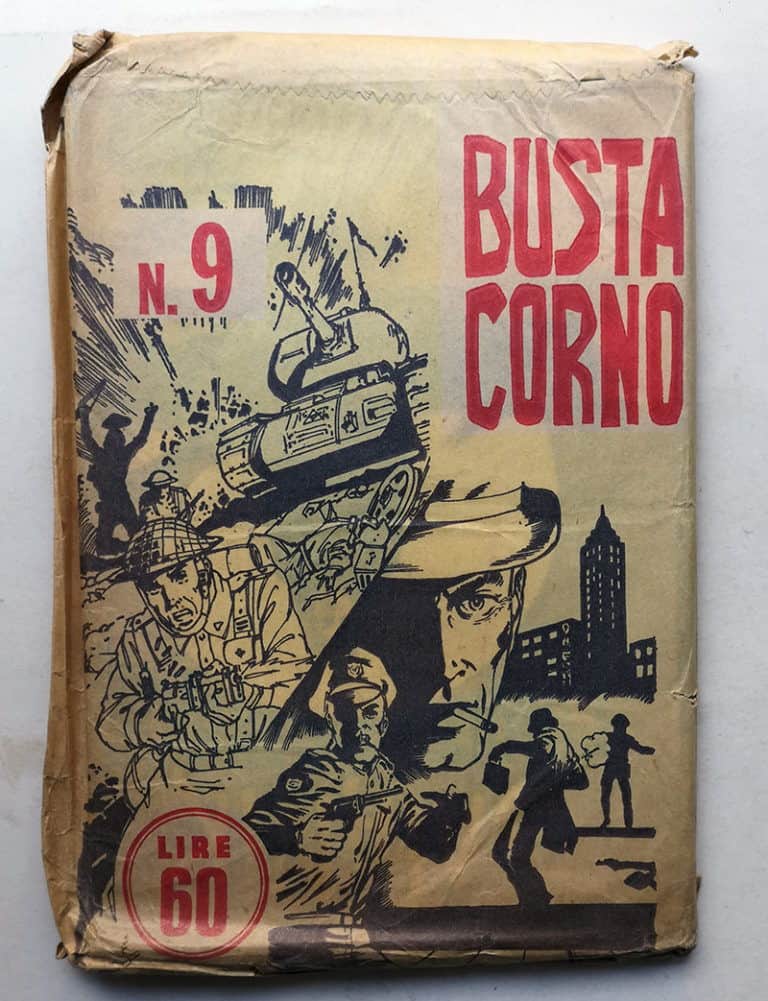 BUSTA
CORNO
N. 9
LIRE
60